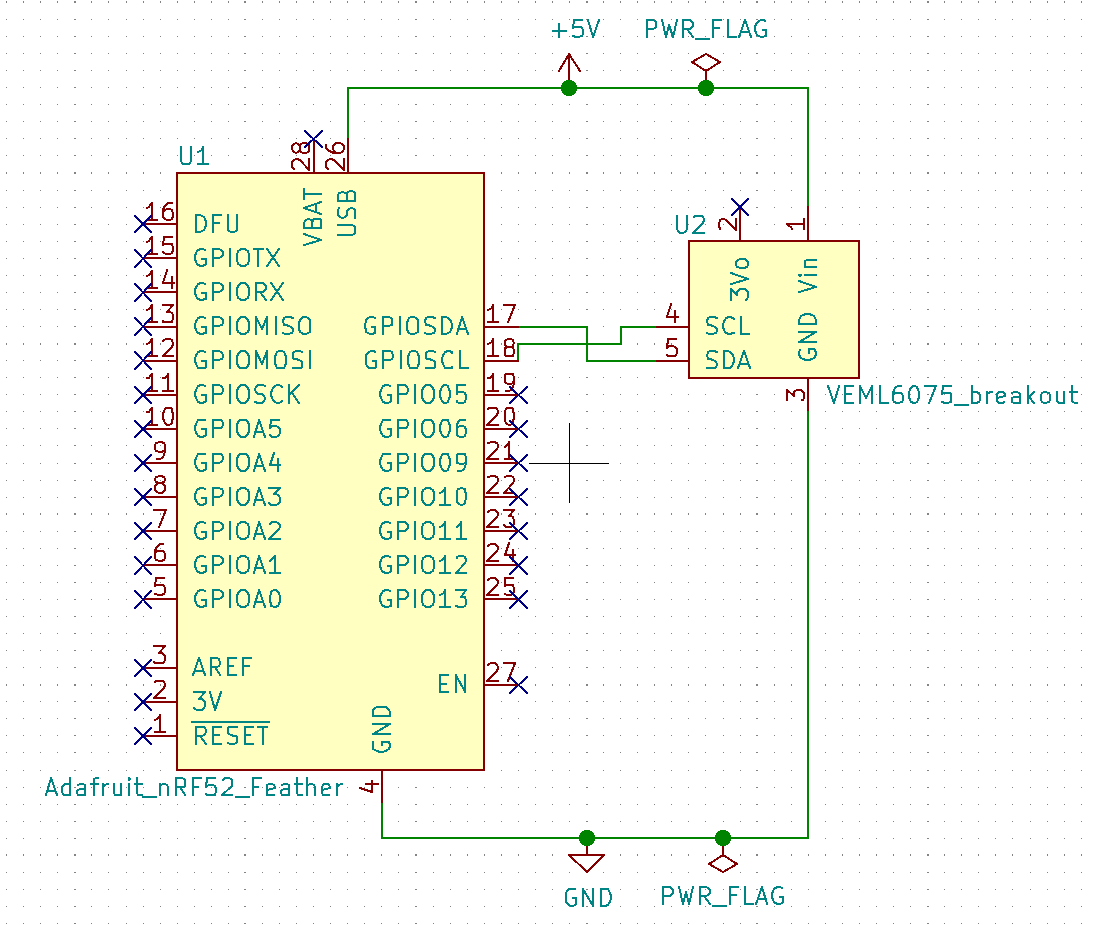 +5V PWR_FLAG
U1
28 26
VBAT USB
16 DFU
15 GPIOTX
14 GPIORX
13 GPIOMISO GPIOSDA 17
12 GPIOMOSI GPIOSCL 18
11 GPIOSCK GPIO05 19
10 GPIOA5 GPIO06 20
9 GPIOA4 GPIO09 21
8 GPIOA3 GPIO10 22
7 GPIOA2 GPIO11 23
6 GPIOA1 GPIO12 24
5 GPIOA0 GPIO13 25
3 AREF
2 3V EN 27
1 RESET
GND
4
Adafruit_nRF52_Feather
U2
2 1
3Vo Vin
4 SCL
5 SDA
GND
3
VEML6075_breakout
GND PWR_FLAG